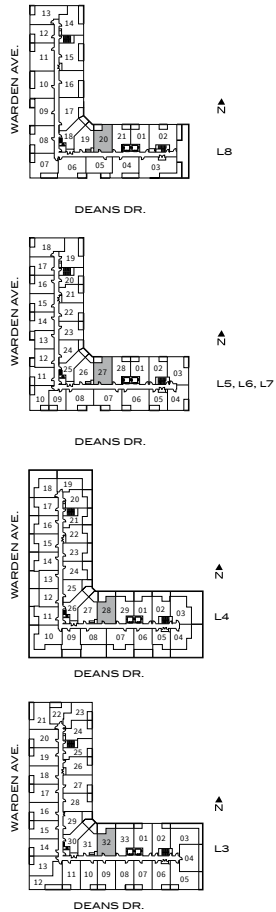 13 14
11
10 15
09 16
17
08 18 19 20 21 01 02
07 06 05 04 03
WARDEN AVE.
N
L8
DEANS DR.
18
17 19
16 20
15 21
14 22
13 23
12 24
11 25 26 27 28 01 02 03
10 09 08 07 06 05 04
WARDEN AVE.
N
L5, L6, L7
DEANS DR.
18 19
17 20
16 21
15 22
14 23
13 24
12 25
11 26 27 28 29 01 02 03
10 09 08 07 06 05 04
WARDEN AVE.
N
L4
DEANS DR.
21 22 23
20 24
19 25
18 26
17 27
16 28
15 29
14 30 31 32 33 01 02 03
13 04
12 11 10 09 08 07 06 05
WARDEN AVE.
N
L3
DEANS DR.